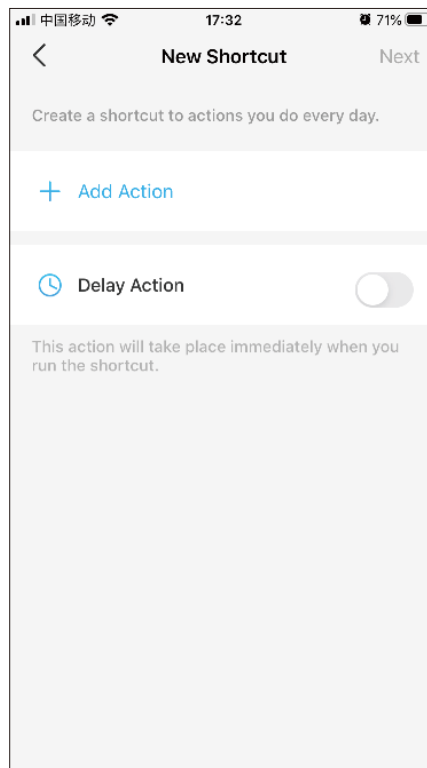 中国移动 17:32 71%
New Shortcut Next
Create a shortcut to actions you do every day.
Add Action
Delay Action
This action will take place immediately when you
run the shortcut.